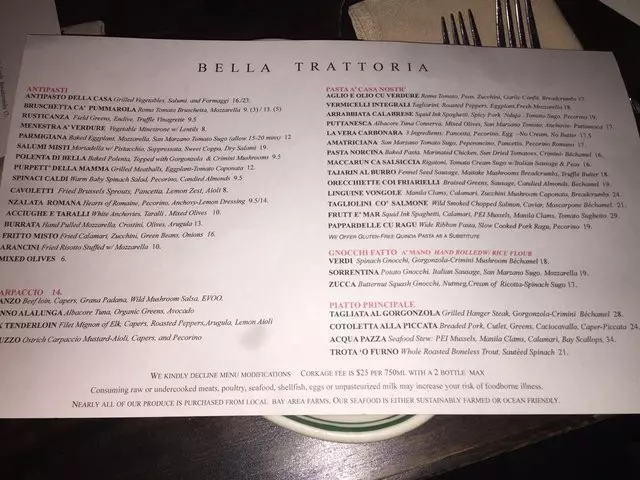 BELLA TRATTORIA
ANTIPASTI
ANTIPASTO DELLA CASA Grilled Vegetables, Salumi, and Formaggi 16/23.
BRUSCHETTA CA' PUMMAROLA Roma Tomato Bruschetta, Mozzarella 9. (3) / 13. (5)
RUSTICANZA Field Greens, Endive, Truffle Vinaigrette 9.5
MENESTRA A' VERDURE Vegetable Minestrone w/ Lentils 8.
PARMIGIANA Baked Eggplant, Mozzarella, San Marzano Tomato Sugo (allow 15-20 mins) 12
SALUMI MISTI Mortadella w/ Pistacchio, Soppressata, Sweet Coppa, Dry Salami 19.
POLENTA DI BELLA Baked Polenta, Topped with Gorgonzola & Crimini Mushrooms 9.5
PURPETT' DELLA MAMMA Grilled Meatballs, Eggplant-Tomato Caponata 12.
SPINACI CALDI Warm Baby Spinach Salad, Pecorino, Candied Almonds 9.5
CAVOLETTI Fried Brussels Sprouts, Pancetta, Lemon Zest, Aioli 8.
NZALATA ROMANA Hearts of Romaine, Pecorino, Anchovy-Lemon Dressing 9.5/14.
ACCIUGHE E TARALLI White Anchovies, Taralli, Mixed Olives 10.
BURRATA Hand Pulled Mozzarella, Crostini, Olives, Arugula 13.
FRITTO MISTO Fried Calamari, Zucchini, Green Beans, Onions 16.
ARANCINI Fried Risotto Stuffed w/ Mozzarella 10.
MIXED OLIVES 6.
ARPACCIO 14.
ANZO Beef loin, Capers, Grana Padana, Wild Mushroom Salsa, EVOO.
NNO ALALUNGA Albacore Tuna, Organic Greens, Avocado
K TENDERLOIN Filet Mignon of Elk, Capers, Roasted Peppers, Arugula, Lemon Aioli
UZZO Ostrich Carpaccio Mustard-Aioli, Capers, and Pecorino
PASTA A' CASA NOSTR'
AGLIO E OLIO CU VERDURE Roma Tomato, Peas, Zucchini, Garlic Confit, Breadcrumbs 17.
VERMICELLI INTEGRALI Tagliarini, Roasted Peppers, Eggplant, Fresh Mozzarella 18.
ARRABBIATA CALABRESE Squid Ink Spaghetti, Spicy Pork 'Nduja - Tomato Sugo, Pecorino 19.
PUTTANESCA Albacore Tuna Conserva, Mixed Olives, San Marzano Tomato, Anchovy- Pantanussa 17.
LA VERA CARBONARA 3 Ingredients: Pancetta, Pecorino, Egg -No Cream, No Butter 17.5
AMATRICIANA San Marzano Tomato Sugo, Peperoncino, Pancetta, Pecorino Romano 17.
PASTA NORCINA Baked Pasta, Marinated Chicken, Sun Dried Tomatoes, Crimini- Béchamel 16.
MACCARUN CA SALSICCIA Rigatoni, Tomato Cream Sugo w/Italian Sausage & Peas 16.
TAJARIN AL BURRO Fennel Seed Sausage, Maitake Mushrooms Breadcrumbs, Truffle Butter 18.
ORECCHIETTE COI FRIARIELLI Braised Greens, Sausage, Candied Almonds, Breadcrumbs 19.
LINGUINE VONGOLE Manila Clams, Calamari, Zucchini Mushroom Caponata, Breadcrumbs 24.
TAGLIOLINI CO' SALMONE Wild Smoked Chopped Salmon, Caviar, Mascarpone Béchamel 21.
FRUTT E' MAR Squid Ink Spaghetti, Calamari, PEI Mussels, Manila Clams, Tomato Sughetto 29.
PAPPARDELLE CU RAGU Wide Ribbon Pasta, Slow Cooked Pork Ragu, Pecorino 19.
WE OFFER GLUTEN-FREE QUINOA PASTA AS A SUBSTITUTE
GNOCCHI FATTO A' MANO HAND ROLLEDW/ RICE FLOUR
VERDI Spinach Gnocchi, Gorgonzola-Crimini Mushroom Béchamel 18.
SORRENTINA Potato Gnocchi, Italian Sausage, San Marzano Sugo, Mozzarella 19.
ZUCCA Butternut Squash Gnocchi, Nutmeg, Cream of Ricotta-Spinach Sugo 17.
PIATTO PRINCIPALE
TAGLIATA AL GORGONZOLA Grilled Hanger Steak, Gorgonzola-Crimini Béchamel 28.
COTOLETTA ALLA PICCATA Breaded Pork, Cutlet, Greens, Caciocavallo, Caper-Piccata 24.
ACQUA PAZZA Seafood Stew: PEI Mussels, Manila Clams, Calamari, Bay Scallops, 34.
TROTA 'O FURNO Whole Roasted Boneless Trout, Sautéed Spinach 21.
WE KINDLY DECLINE MENU MODIFICATIONS CORKAGE FEE IS $25 PER 750ML WITH A 2 BOTTLE MAX
Consuming raw or undercooked meats, poultry, seafood, shellfish, eggs or unpasteurized milk may increase your risk of foodborne illness.
NEARLY ALL OF OUR PRODUCE IS PURCHASED FROM LOCAL BAY AREA FARMS. OUR SEAFOOD IS EITHER SUSTAINABLY FARMED OR OCEAN FRIENDLY.